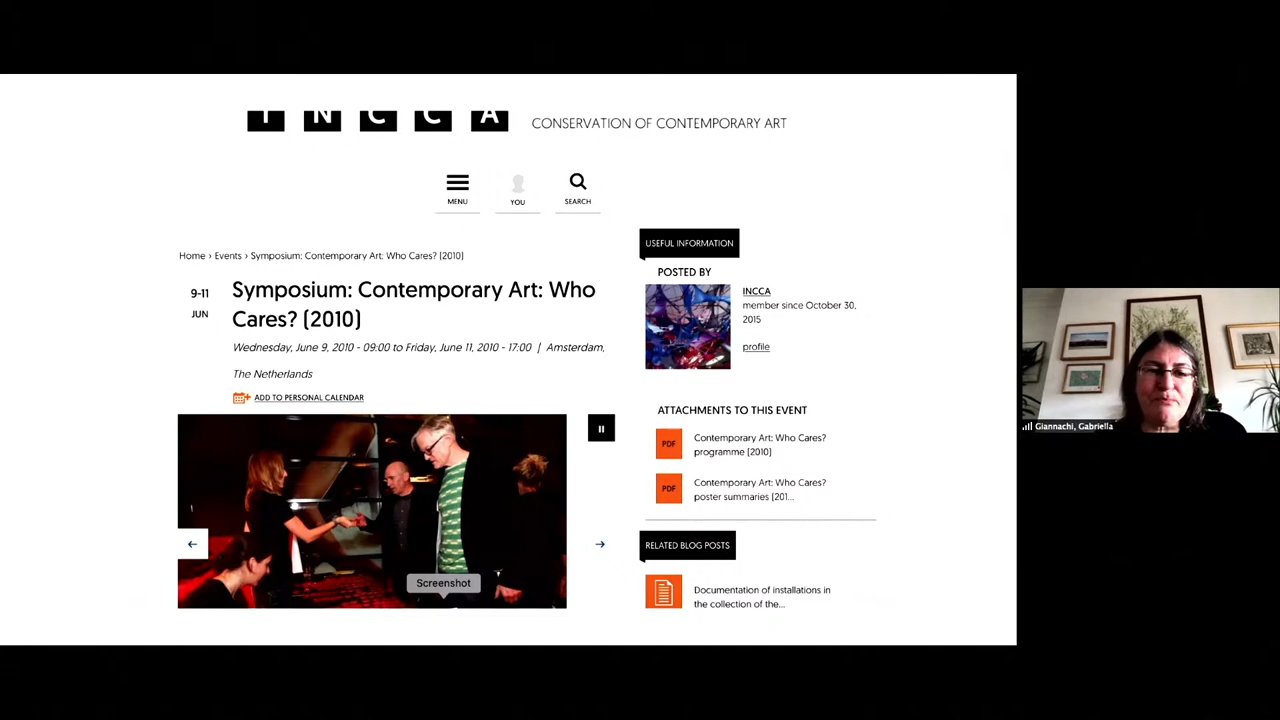 INCCA CONSERVATION OF CONTEMPORARY ART
MENU YOU SEARCH
Home › Events › Symposium: Contemporary Art: Who Cares? (2010)
9-11
JUN
Symposium: Contemporary Art: Who
Cares? (2010)
Wednesday, June 9, 2010 - 09:00 to Friday, June 11, 2010 - 17:00 | Amsterdam,
The Netherlands
ADD TO PERSONAL CALENDAR
Screenshot
USEFUL INFORMATION
POSTED BY
INCCA
member since October 30,
2015
profile
ATTACHMENTS TO THIS EVENT
PDF
Contemporary Art: Who Cares?
programme (2010)
PDF
Contemporary Art: Who Cares?
poster summaries (201...
RELATED BLOG POSTS
Documentation of installations in
the collection of the...
Giannachi, Gabriella